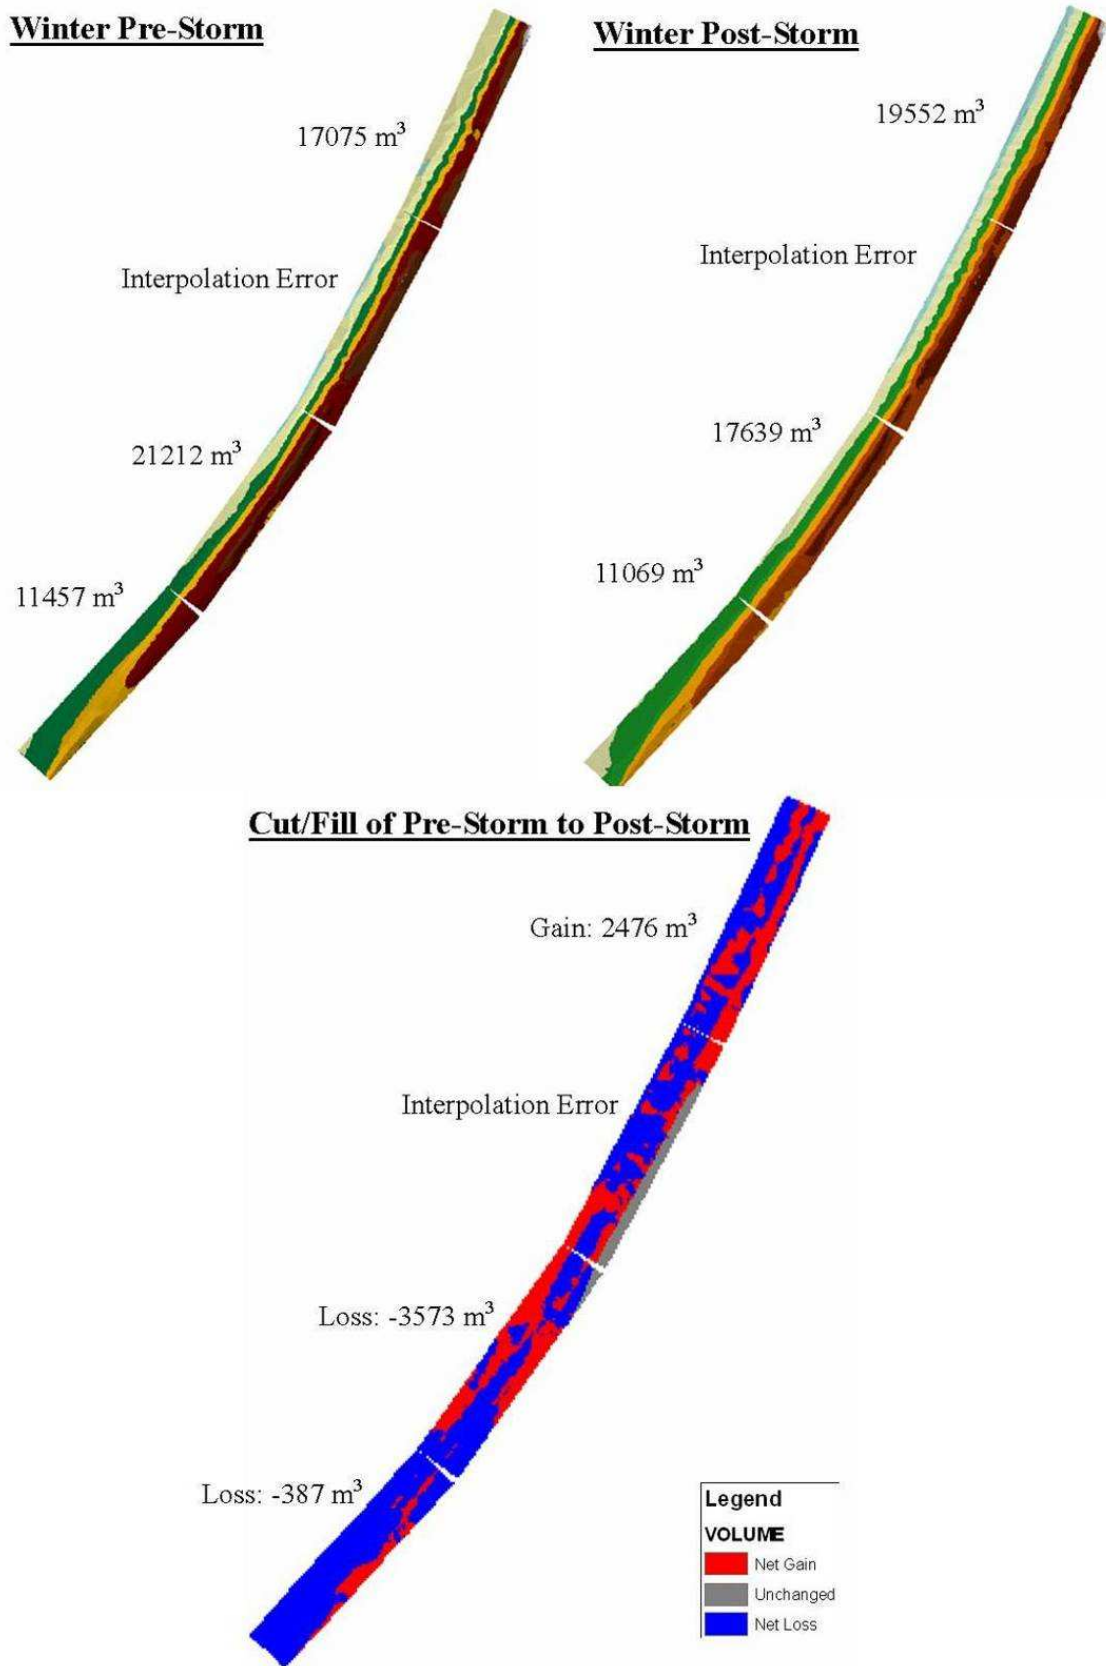 Winter Pre-Storm
17075 m³
Interpolation Error
21212 m³
11457 m³
Winter Post-Storm
19552 m³
Interpolation Error
17639 m³
11069 m³
Cut/Fill of Pre-Storm to Post-Storm
Gain: 2476 m³
Interpolation Error
Loss: -3573 m³
Loss: -387 m³
Legend
VOLUME
Net Gain
Unchanged
Net Loss